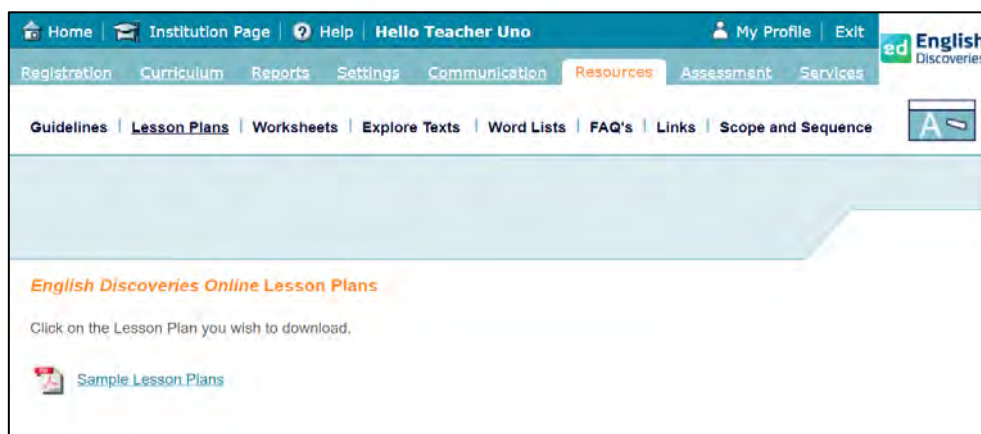 Home | Institution Page | Help | Hello Teacher Uno My Profile | Exit
ed English Discoveries
Registration Curriculum Reports Settings Communication Resources Assessment Services
Guidelines | Lesson Plans | Worksheets | Explore Texts | Word Lists | FAQ's | Links | Scope and Sequence
A
English Discoveries Online Lesson Plans
Click on the Lesson Plan you wish to download.
Sample Lesson Plans